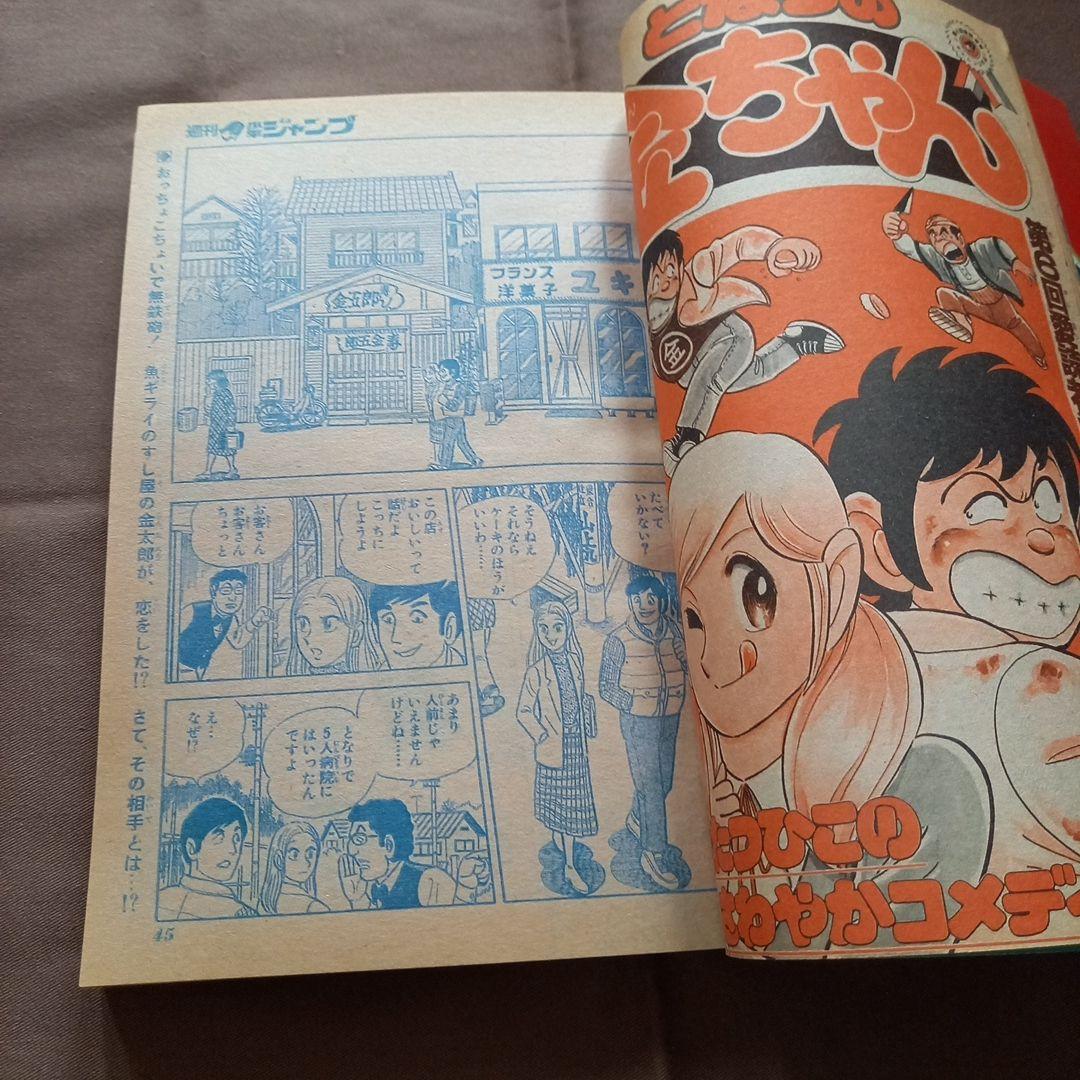 週刊少年ジャンプ
おっちょこちょいで無鉄砲! 魚ギライのすし屋の金太郎が、恋をした!? さて、その相手とは…!?
金五郎
フランス
洋菓子
ユキ
たべて
いかない?
そうねえ
それなら
ケーキのほうが
いいわ……
この店
おいしいって
話だよ
こっちに
しようよ
お客さん
お客さん
ちょっと
あまり
人前じゃ
いえません
けどね……
となりで
5人病院に
はいったん
ですよ
え…
なぜ!?
45
ちゃん
金
つひこの
わやかコメデ